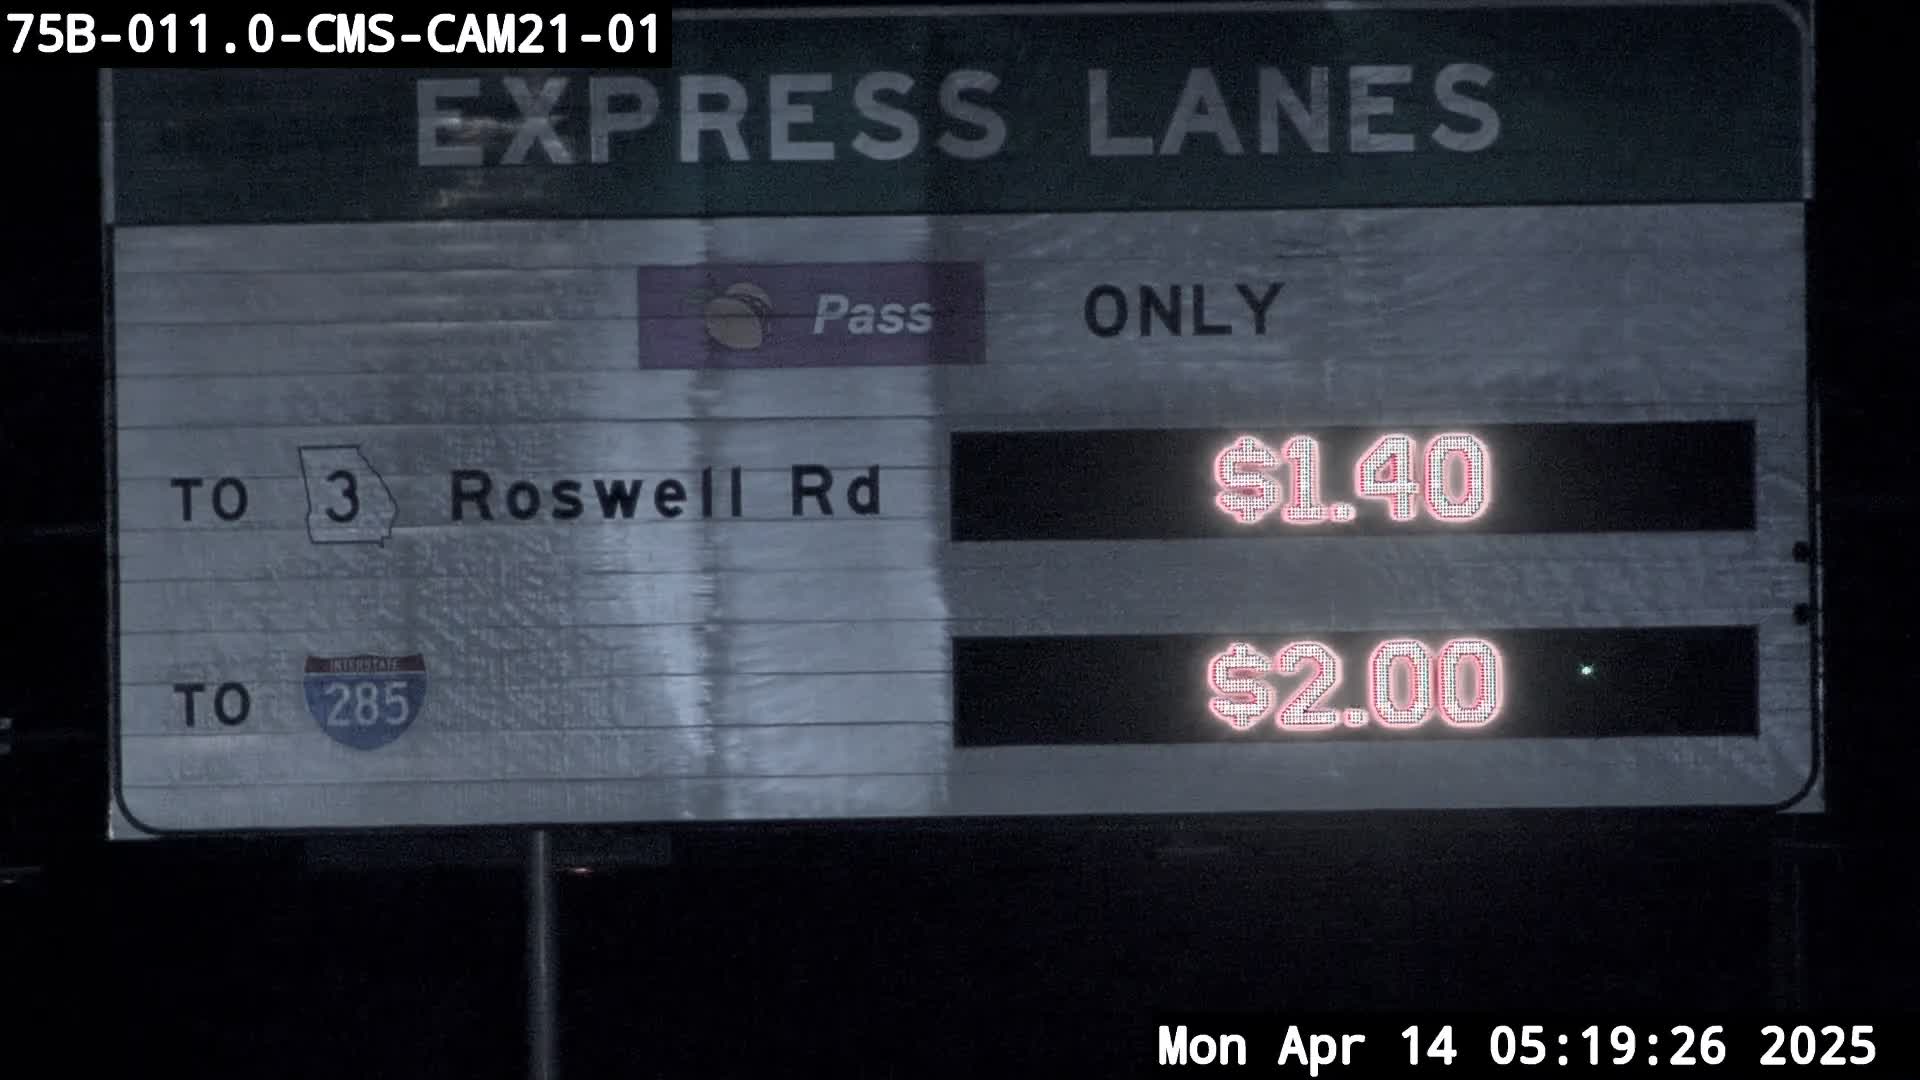 75B-011.0-CMS-CAM21-01
EXPRESS LANES
Pass ONLY
TO 3 Roswell Rd $1.40
INTERSTATE
TO 285 $2.00
Mon Apr 14 05:19:26 2025